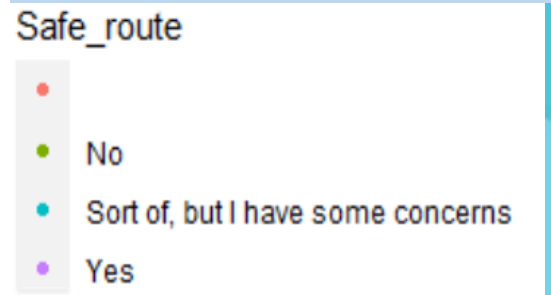 Safe_route
No
Sort of, but I have some concerns
Yes